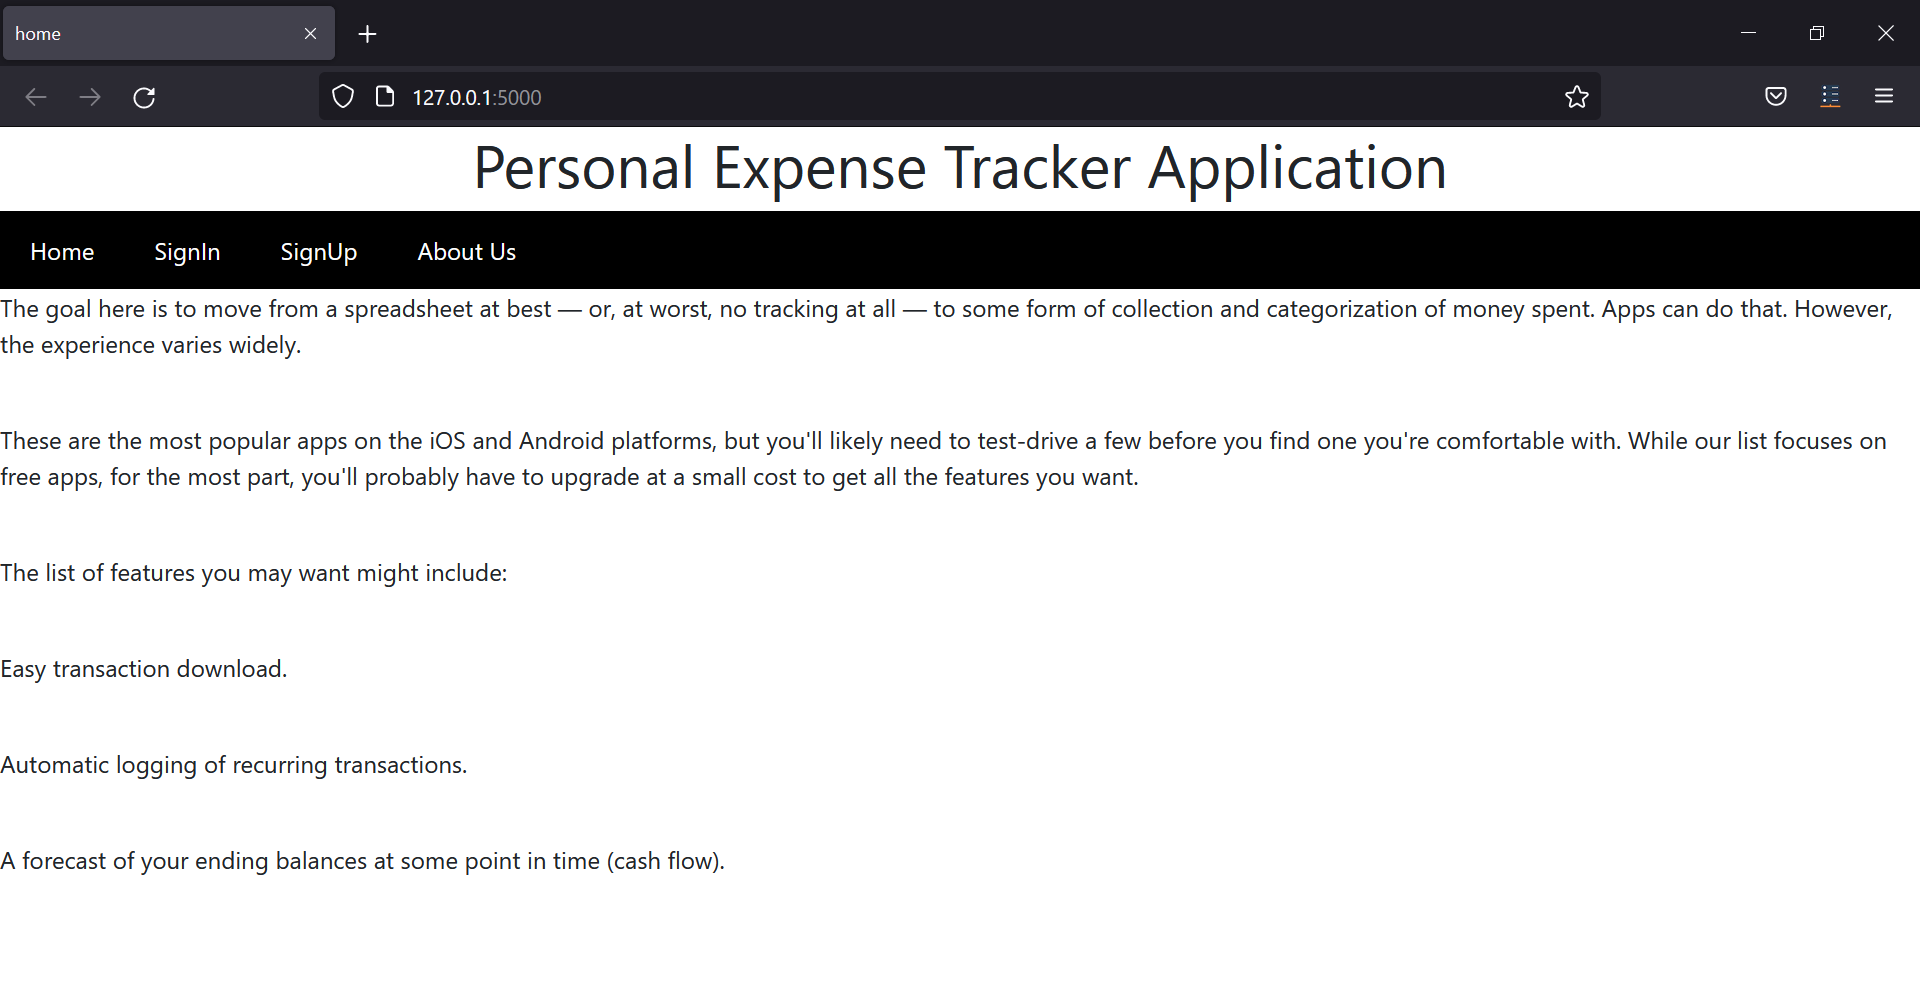 home
127.0.0.1:5000
Personal Expense Tracker Application
Home SignIn SignUp About Us
The goal here is to move from a spreadsheet at best — or, at worst, no tracking at all — to some form of collection and categorization of money spent. Apps can do that. However,
the experience varies widely.
These are the most popular apps on the iOS and Android platforms, but you'll likely need to test-drive a few before you find one you're comfortable with. While our list focuses on
free apps, for the most part, you'll probably have to upgrade at a small cost to get all the features you want.
The list of features you may want might include:
Easy transaction download.
Automatic logging of recurring transactions.
A forecast of your ending balances at some point in time (cash flow).